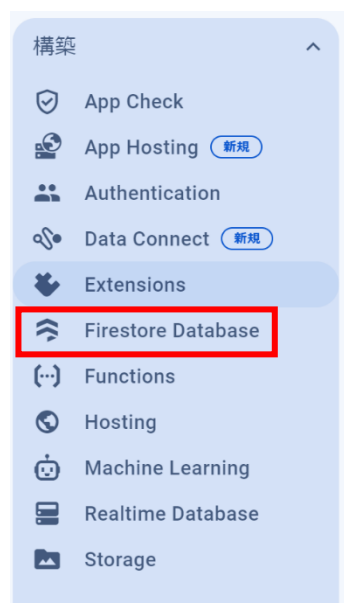 構築
App Check
App Hosting 新規
Authentication
Data Connect 新規
Extensions
Firestore Database
Functions
Hosting
Machine Learning
Realtime Database
Storage